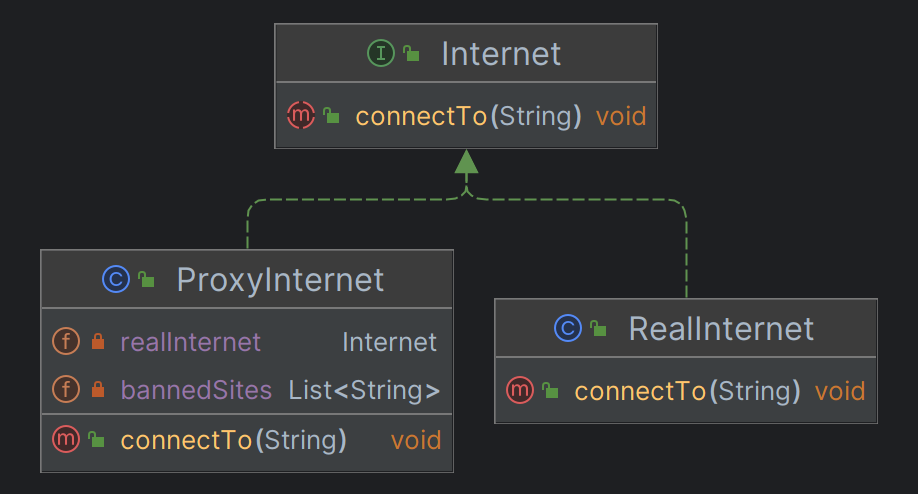 I Internet
m connectTo(String) void
C ProxyInternet
f realInternet Internet
f bannedSites List<String>
m connectTo(String) void
C RealInternet
m connectTo(String) void